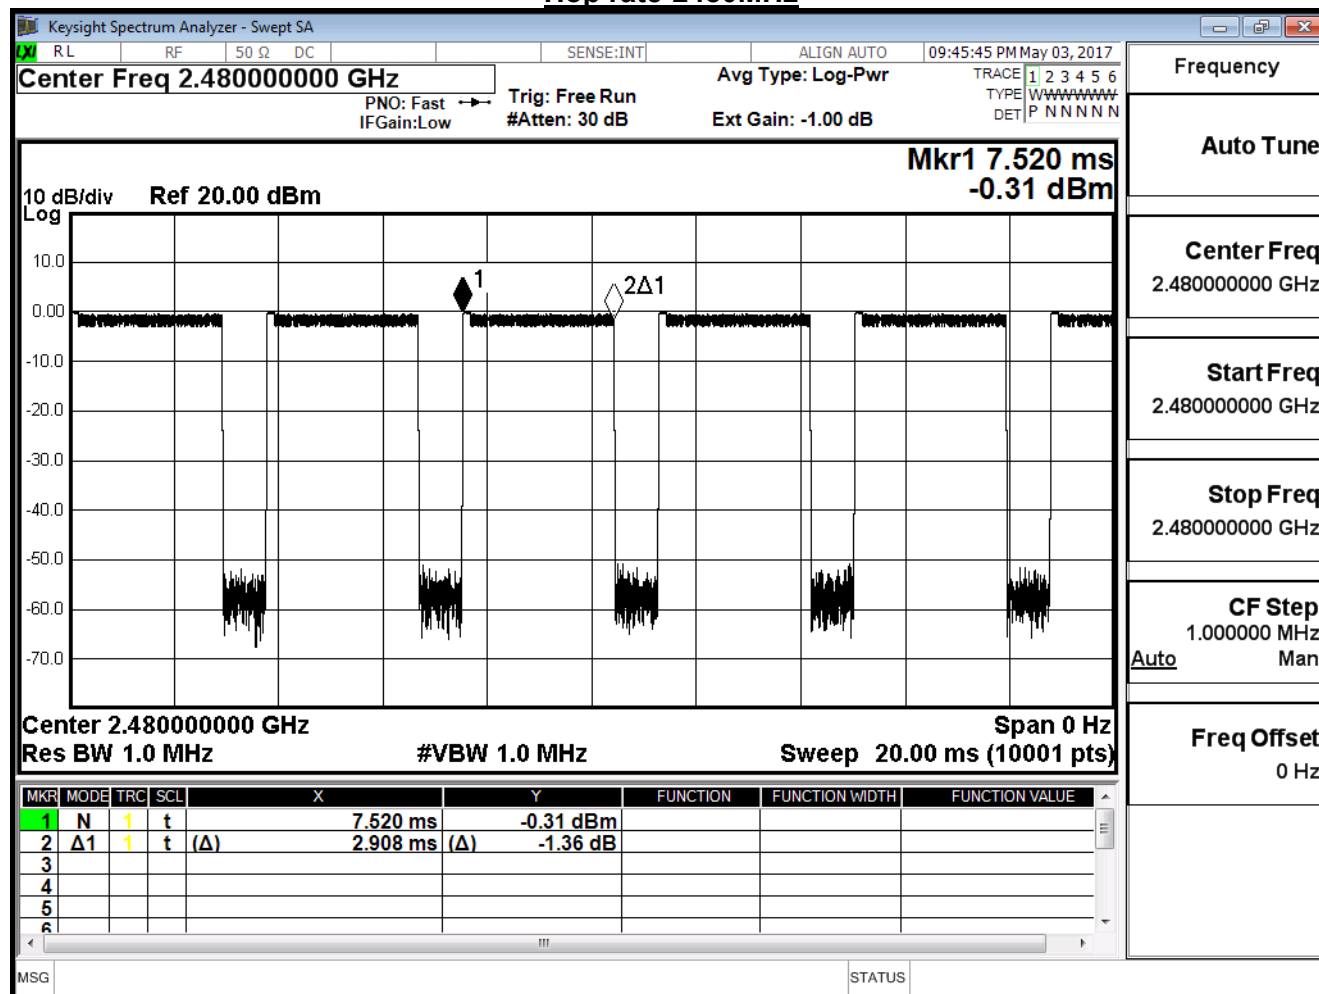 Hop rate 2480MHz
Keysight Spectrum Analyzer - Swept SA
LXI RL RF 50 Ω DC SENSE:INT ALIGN AUTO 09:45:45 PM May 03, 2017
Center Freq 2.480000000 GHz
PNO: Fast
IFGain:Low
Trig: Free Run
#Atten: 30 dB
Avg Type: Log-Pwr
Ext Gain: -1.00 dB
TRACE 1 2 3 4 5 6
TYPE WWWWWW
DET P N N N N N
Mkr1 7.520 ms
-0.31 dBm
10 dB/div Ref 20.00 dBm
Log
10.0
0.00
-10.0
-20.0
-30.0
-40.0
-50.0
-60.0
-70.0
1
2Δ1
Center 2.480000000 GHz Span 0 Hz
Res BW 1.0 MHz #VBW 1.0 MHz Sweep 20.00 ms (10001 pts)
MKR MODE TRC SCL X Y FUNCTION FUNCTION WIDTH FUNCTION VALUE
1 N 1 t 7.520 ms -0.31 dBm
2 Δ1 1 t (Δ) 2.908 ms (Δ) -1.36 dB
3
4
5
6
MSG STATUS
Frequency
Auto Tune
Center Freq
2.480000000 GHz
Start Freq
2.480000000 GHz
Stop Freq
2.480000000 GHz
CF Step
1.000000 MHz
Auto Man
Freq Offset
0 Hz